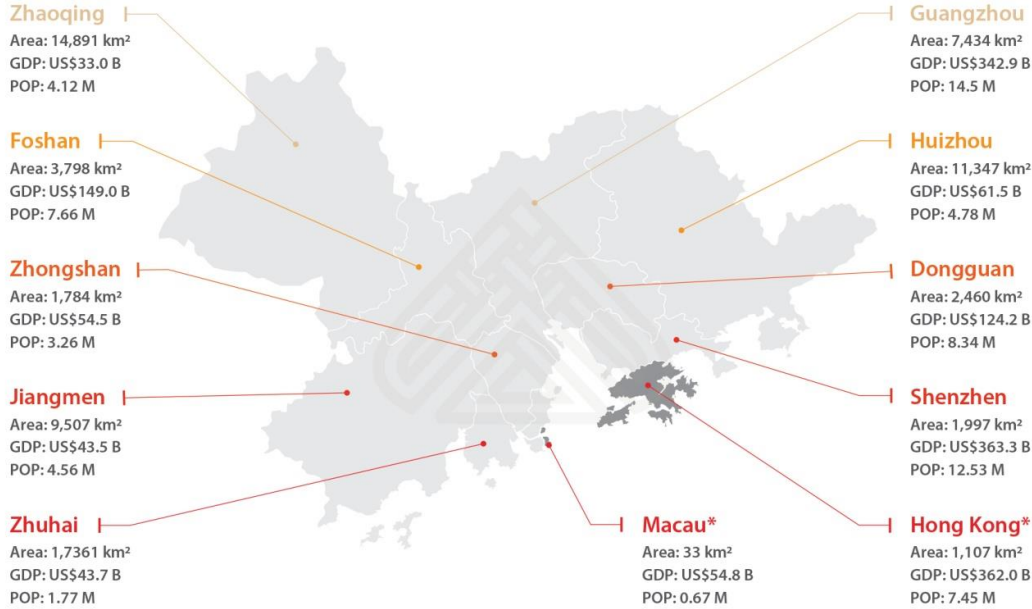 Zhaoqing
Area: 14,891 km²
GDP: US$33.0 B
POP: 4.12 M
Foshan
Area: 3,798 km²
GDP: US$149.0 B
POP: 7.66 M
Zhongshan
Area: 1,784 km²
GDP: US$54.5 B
POP: 3.26 M
Jiangmen
Area: 9,507 km²
GDP: US$43.5 B
POP: 4.56 M
Zhuhai
Area: 1,7361 km²
GDP: US$43.7 B
POP: 1.77 M
Macau*
Area: 33 km²
GDP: US$54.8 B
POP: 0.67 M
Guangzhou
Area: 7,434 km²
GDP: US$342.9 B
POP: 14.5 M
Huizhou
Area: 11,347 km²
GDP: US$61.5 B
POP: 4.78 M
Dongguan
Area: 2,460 km²
GDP: US$124.2 B
POP: 8.34 M
Shenzhen
Area: 1,997 km²
GDP: US$363.3 B
POP: 12.53 M
Hong Kong*
Area: 1,107 km²
GDP: US$362.0 B
POP: 7.45 M